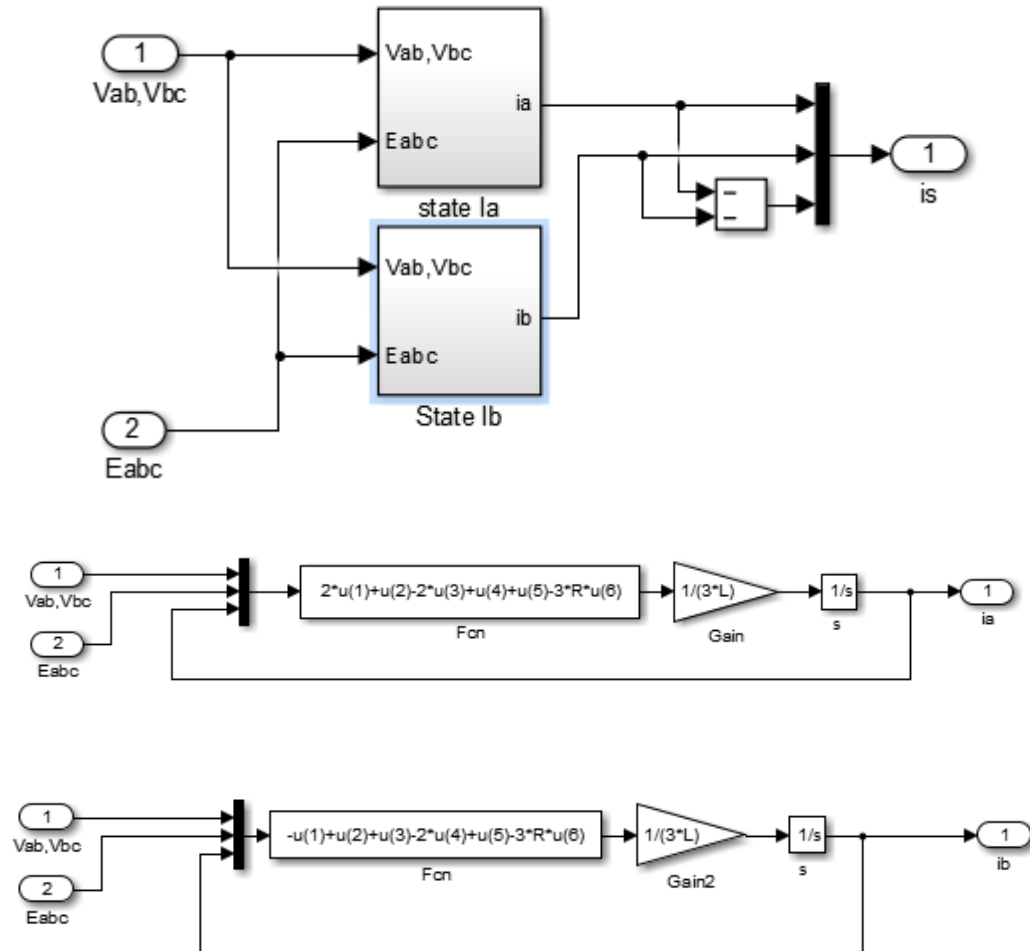 1
Vab,Vbc
Vab,Vbc
Eabc
ia
state Ia
Vab,Vbc
Eabc
ib
State Ib
2
Eabc
−
−
1
is
1
Vab,Vbc
2
Eabc
2*u(1)+u(2)-2*u(3)+u(4)+u(5)-3*R*u(6)
Fcn
1/(3*L)
Gain
1/s
s
1
ia
1
Vab,Vbc
2
Eabc
-u(1)+u(2)+u(3)-2*u(4)+u(5)-3*R*u(6)
Fcn
1/(3*L)
Gain2
1/s
s
1
ib